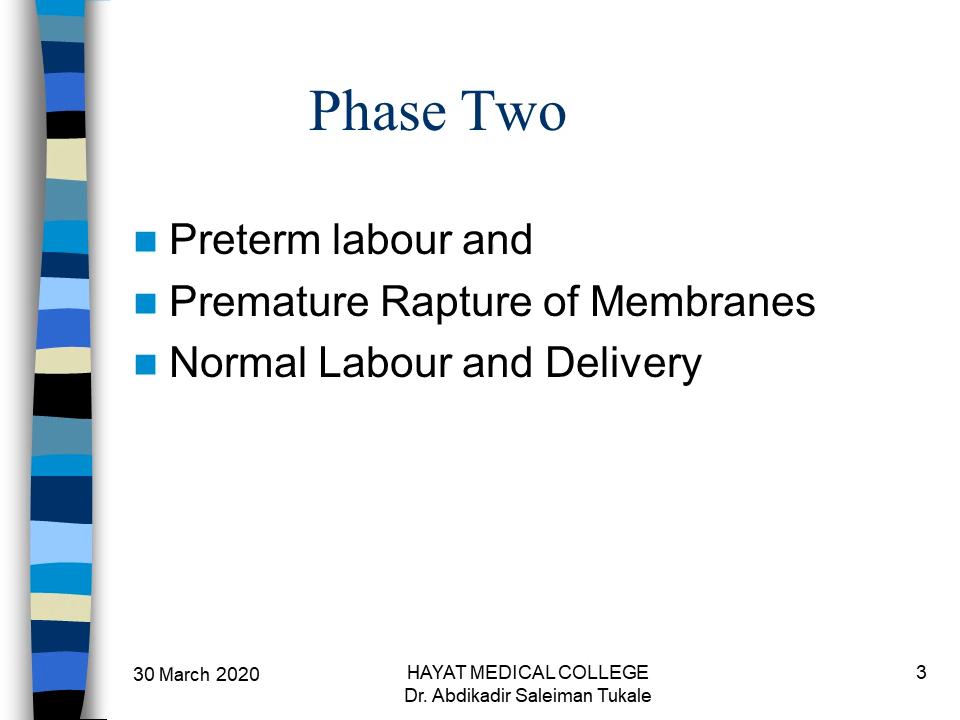 Phase Two
Preterm labour and
Premature Rapture of Membranes
Normal Labour and Delivery
30 March 2020
HAYAT MEDICAL COLLEGE
Dr. Abdikadir Saleiman Tukale
3